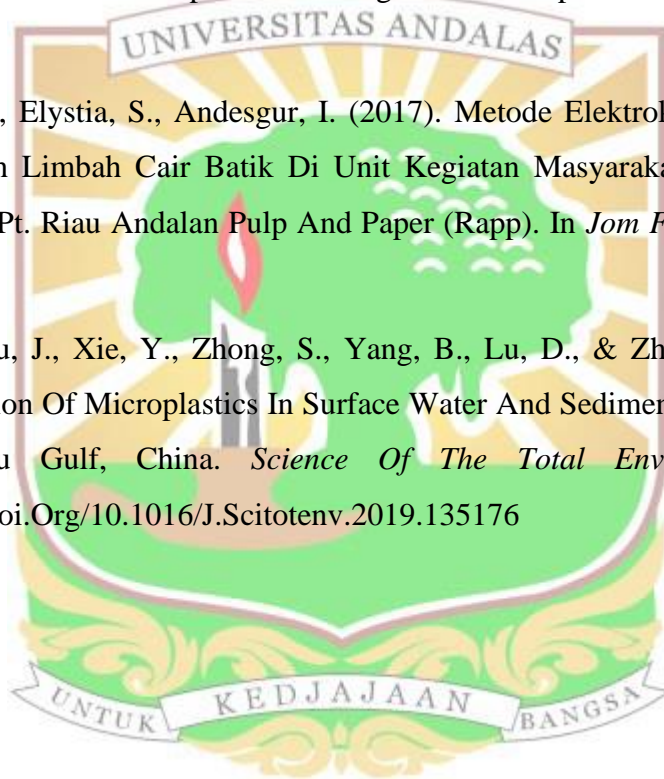 UNIVERSITAS ANDALAS
, Elystia, S., Andesgur, I. (2017). Metode Elektrok
Limbah Cair Batik Di Unit Kegiatan Masyaraka
Pt. Riau Andalan Pulp And Paper (Rapp). In Jom F
J., Xie, Y., Zhong, S., Yang, B., Lu, D., & Zh
ion Of Microplastics In Surface Water And Sedimen
u Gulf, China. Science Of The Total Env
oi.Org/10.1016/J.Scitotenv.2019.135176
UNTUK KEDJAJAAN BANGSA